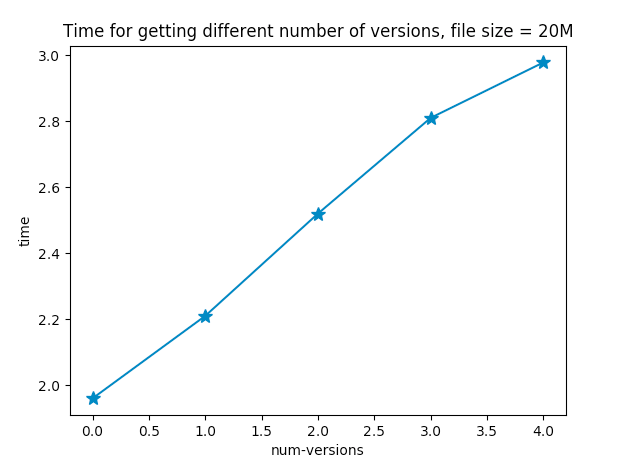 Time for getting different number of versions, file size = 20M
3.0
2.8
2.6
2.4
2.2
2.0
time
0.0 0.5 1.0 1.5 2.0 2.5 3.0 3.5 4.0
num-versions